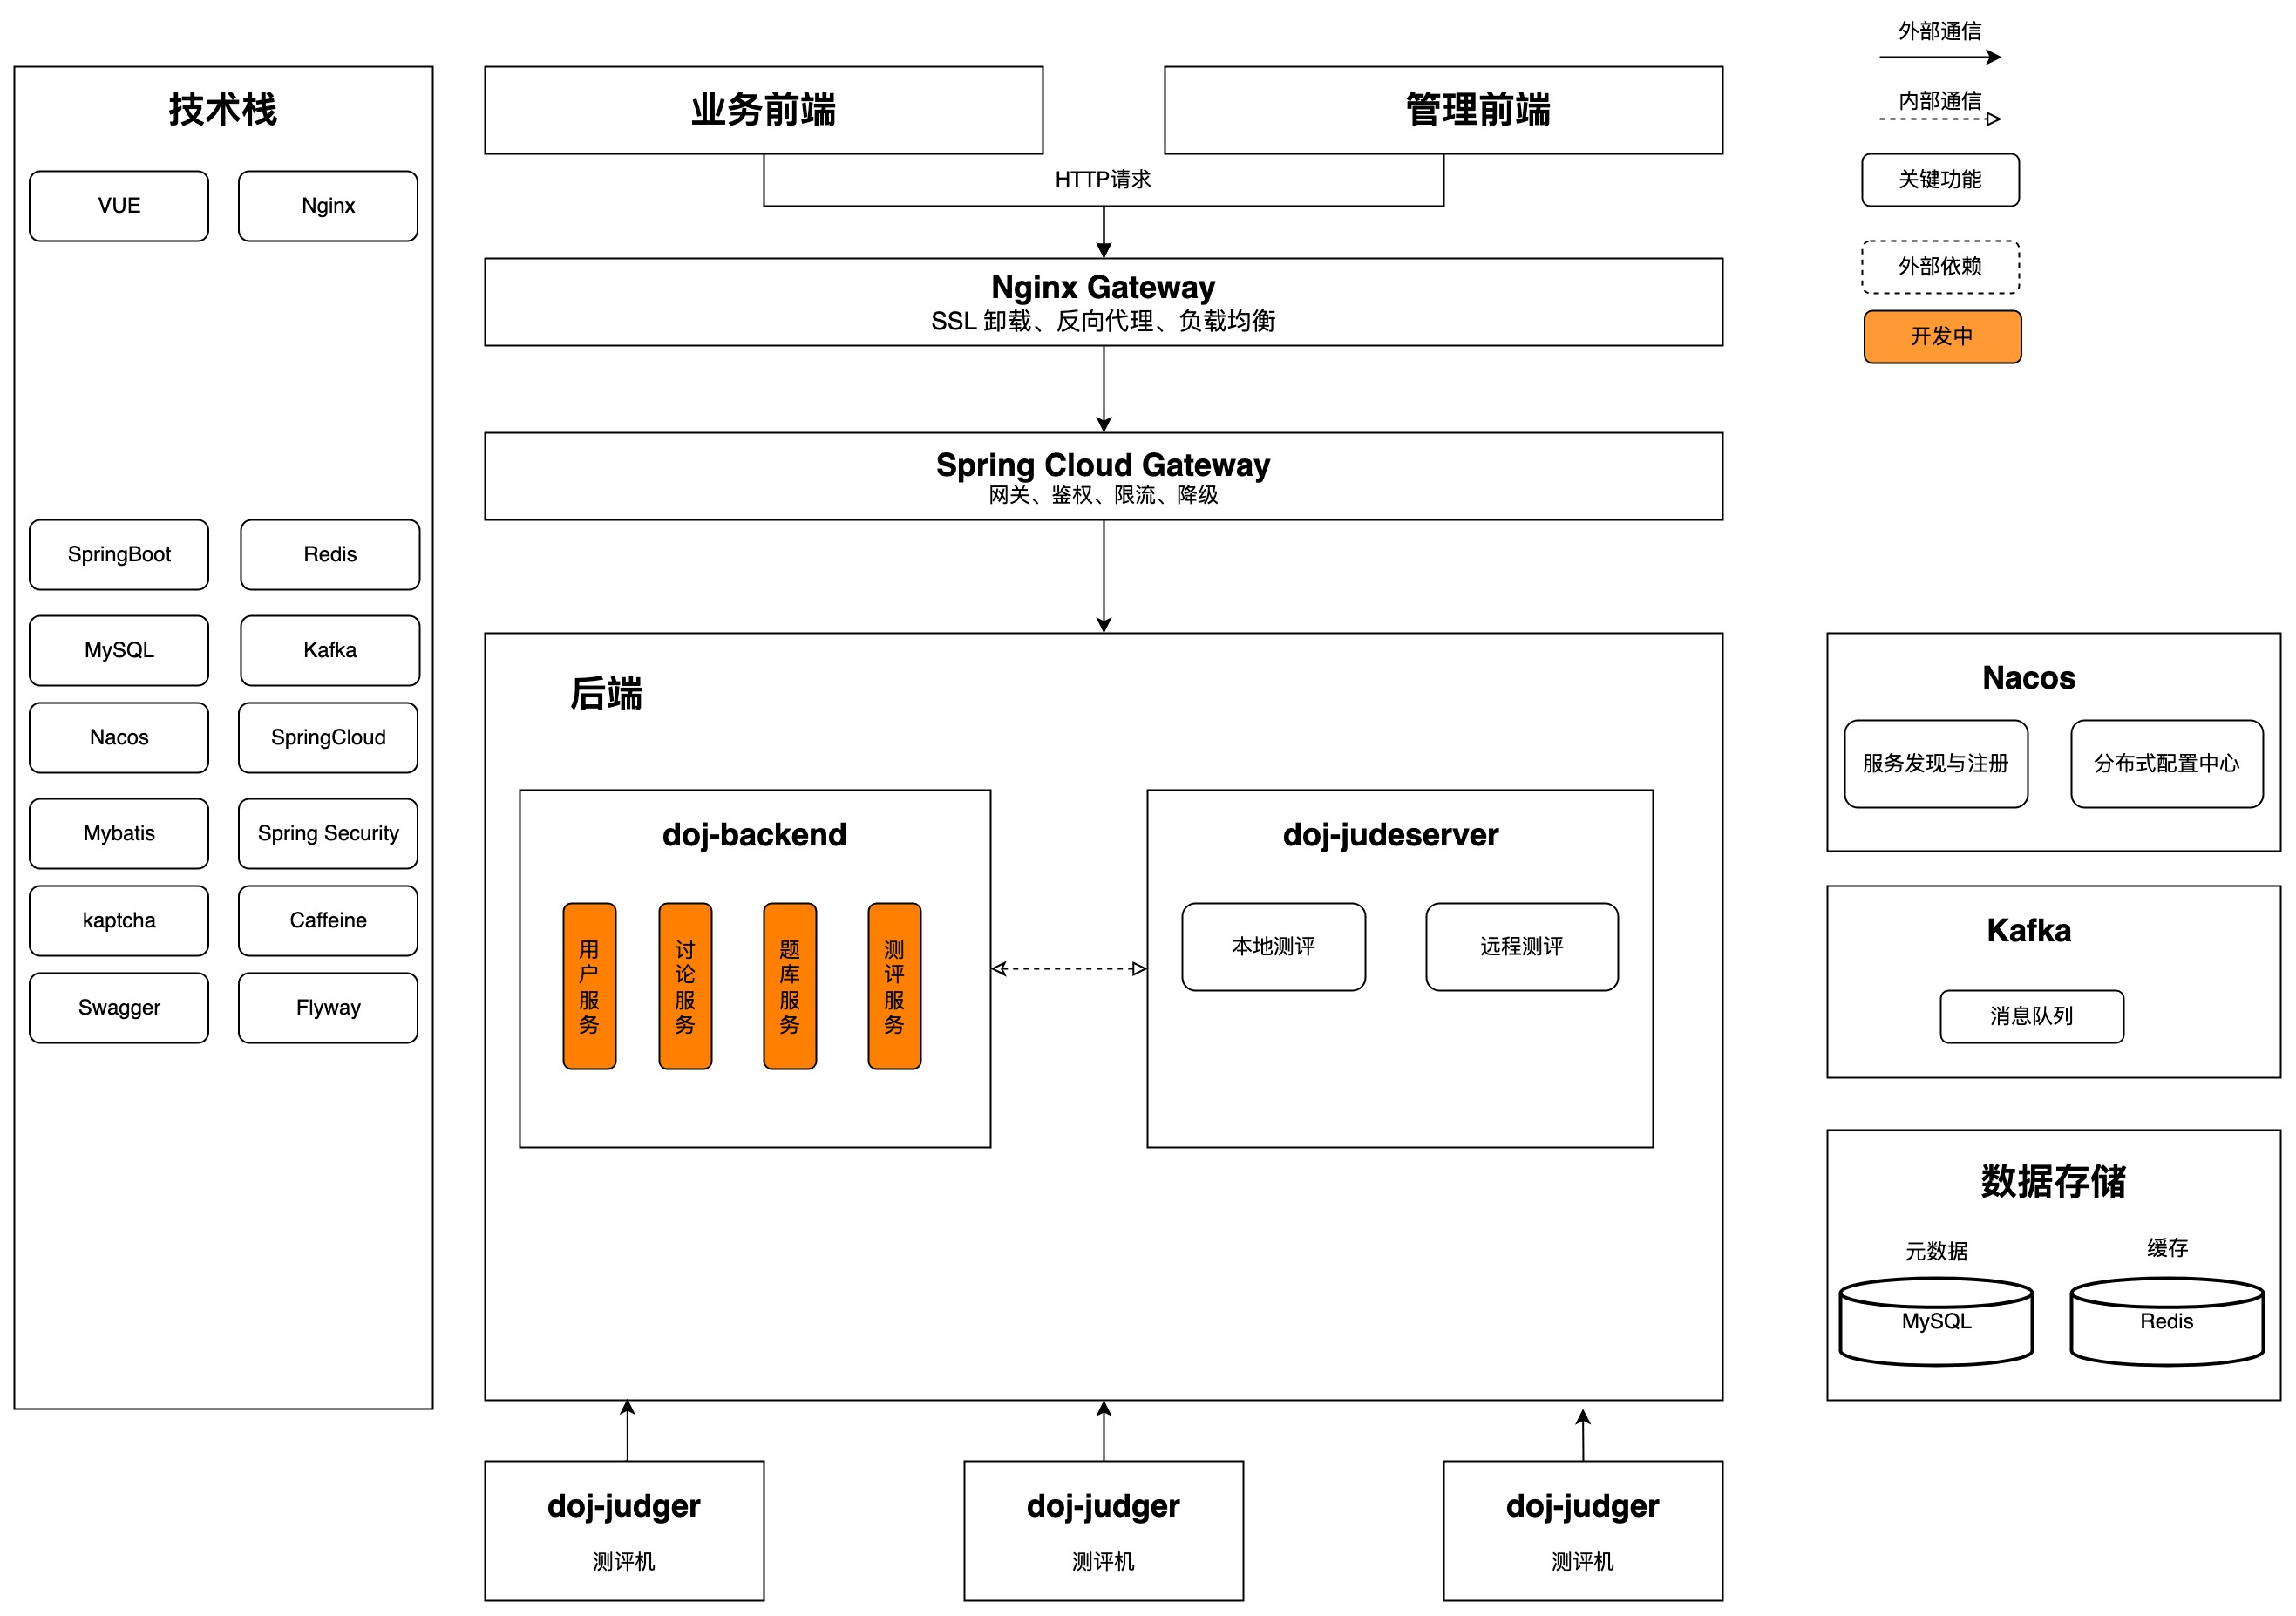 技术栈
VUE
Nginx
SpringBoot
Redis
MySQL
Kafka
Nacos
SpringCloud
Mybatis
Spring Security
kaptcha
Caffeine
Swagger
Flyway
业务前端
管理前端
HTTP请求
Nginx Gateway
SSL 卸载、反向代理、负载均衡
Spring Cloud Gateway
网关、鉴权、限流、降级
后端
doj-backend
用户服务
讨论服务
题库服务
测评服务
doj-judeserver
本地测评
远程测评
doj-judger
测评机
doj-judger
测评机
doj-judger
测评机
外部通信
内部通信
关键功能
外部依赖
开发中
Nacos
服务发现与注册
分布式配置中心
Kafka
消息队列
数据存储
元数据
缓存
MySQL
Redis